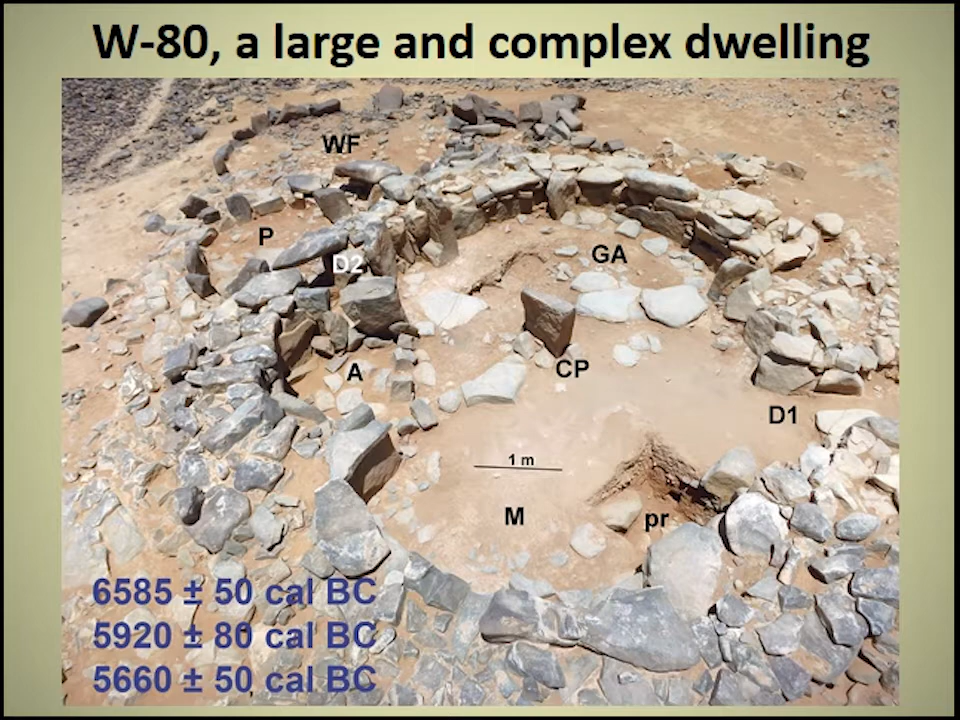 W-80, a large and complex dwelling
WF
P
D2
GA
A
CP
D1
1 m
M
pr
6585 ± 50 cal BC
5920 ± 80 cal BC
5660 ± 50 cal BC